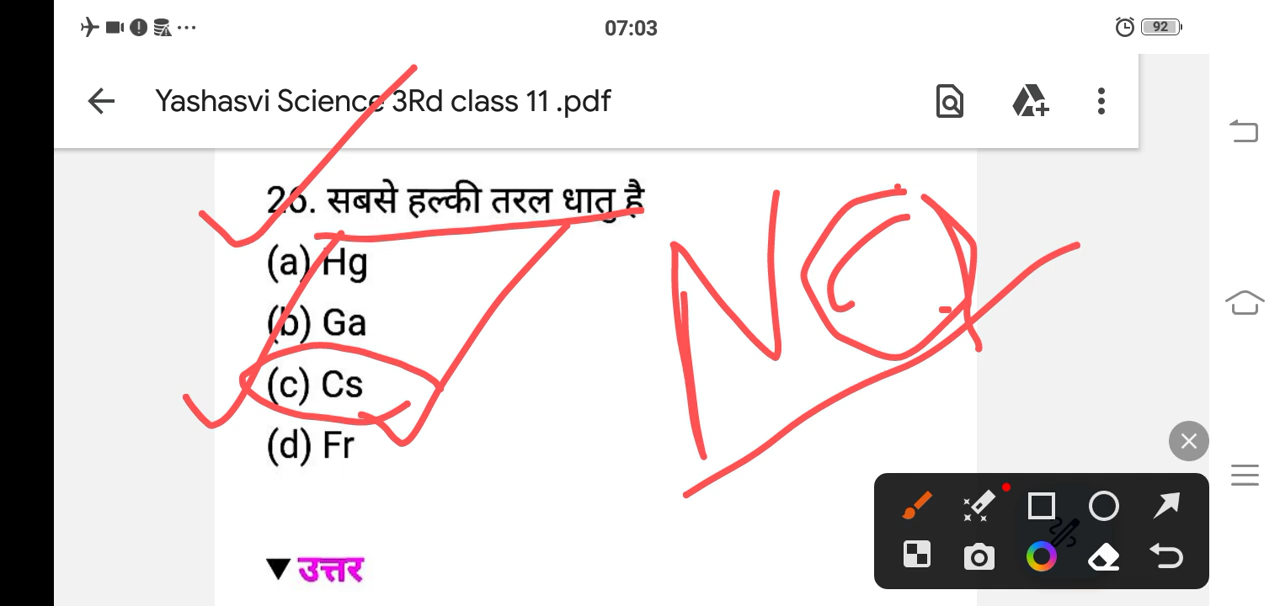 07:03
92
Yashasvi Science 3Rd class 11 .pdf
26. सबसे हल्की तरल धातु है
(a) Hg
(b) Ga
(c) Cs
(d) Fr
NO
▼ उत्तर